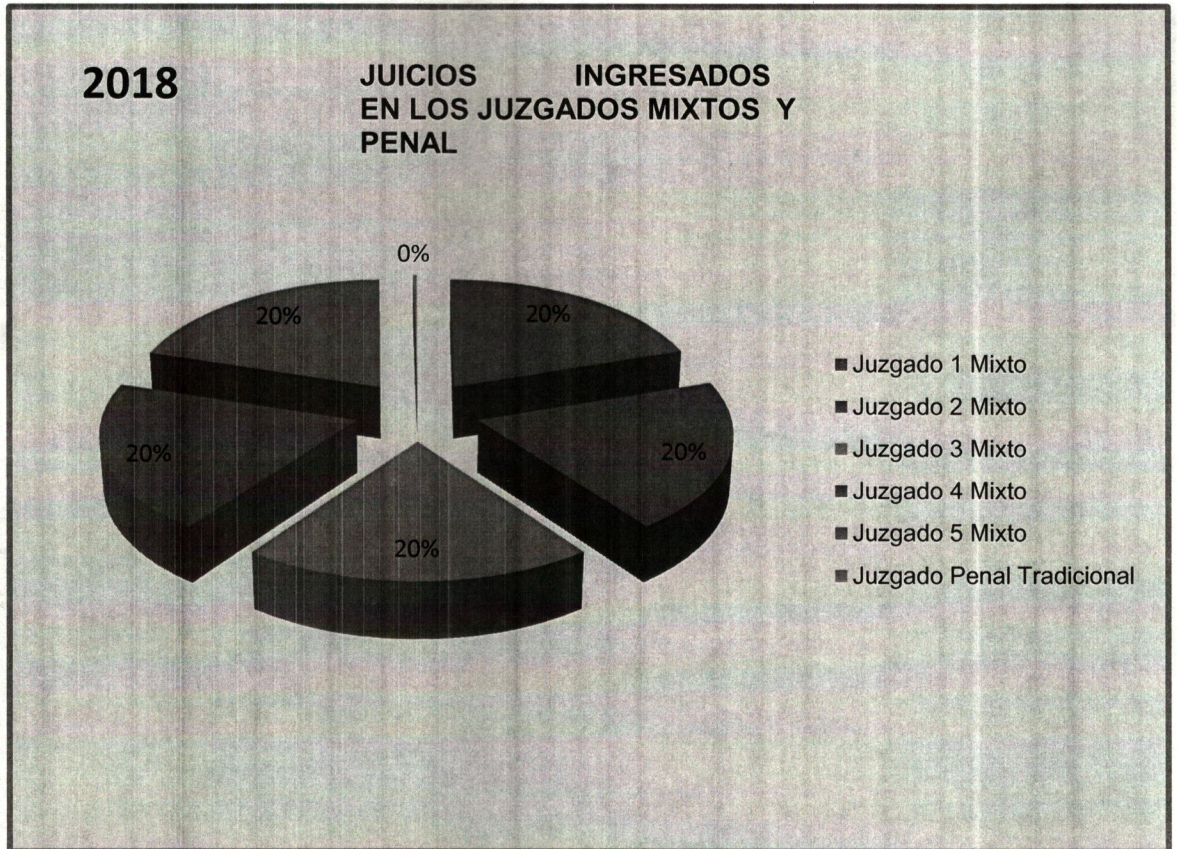 2018
JUICIOS INGRESADOS
EN LOS JUZGADOS MIXTOS Y
PENAL
0%
20%
20%
20%
20%
20%
Juzgado 1 Mixto
Juzgado 2 Mixto
Juzgado 3 Mixto
Juzgado 4 Mixto
Juzgado 5 Mixto
Juzgado Penal Tradicional